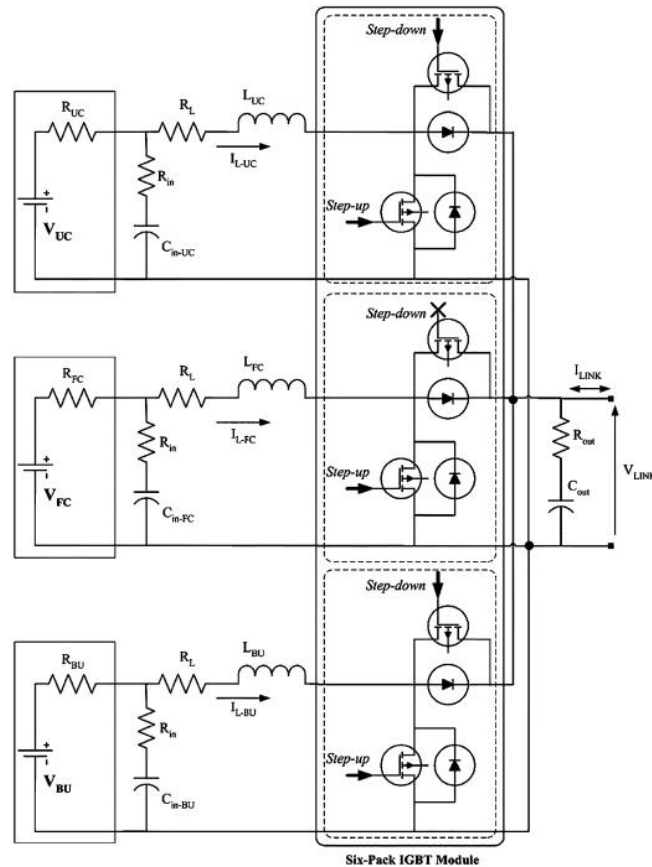 Step-down
R_UC
R_L
L_UC
I_L-UC
R_in
Step-up
V_UC
C_in-UC
Step-down
R_FC
R_L
L_FC
I_L-FC
R_in
Step-up
V_FC
C_in-FC
I_LINK
R_out
C_out
V_LINK
Step-down
R_BU
R_L
L_BU
I_L-BU
R_in
Step-up
V_BU
C_in-BU
Six-Pack IGBT Module